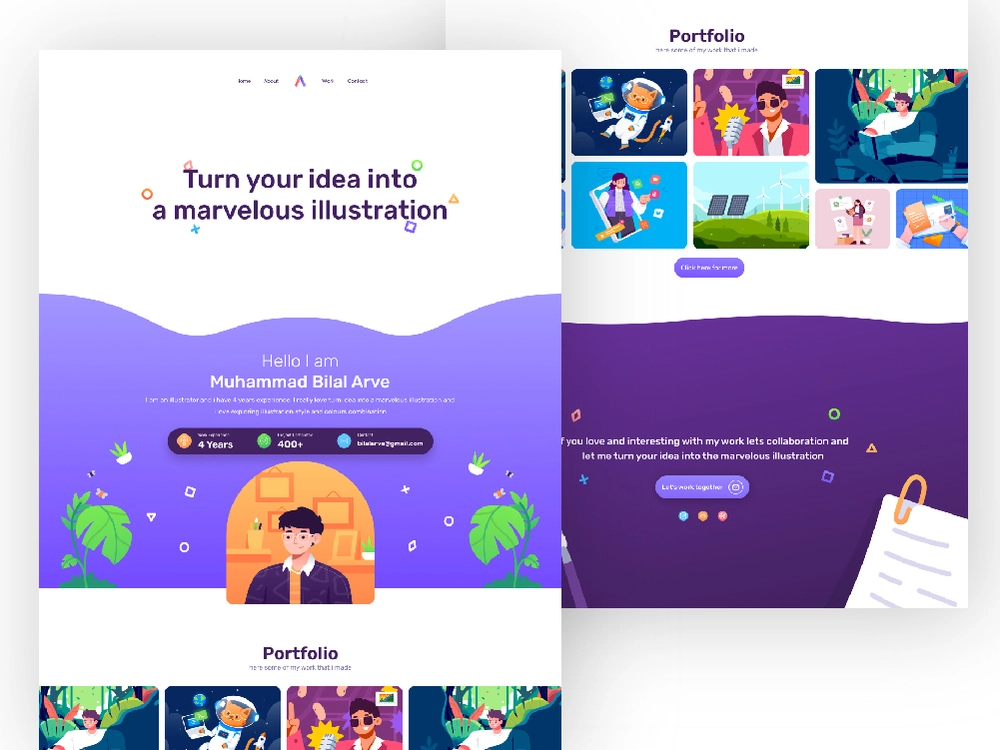 Home About Work Contact
Turn your idea into
a marvelous illustration
Hello I am
Muhammad Bilal Arve
I am an illustrator and i have 4 years experience. I really love turn idea into a marvelous illustration and
i love exploring illustration style and colours combination
4 Years
400+
Contact
bilalarve@gmail.com
Portfolio
here some of my work that i made
Portfolio
here some of my work that i made
Click here for more
f you love and interesting with my work lets collaboration and
let me turn your idea into the marvelous illustration
Let's work together